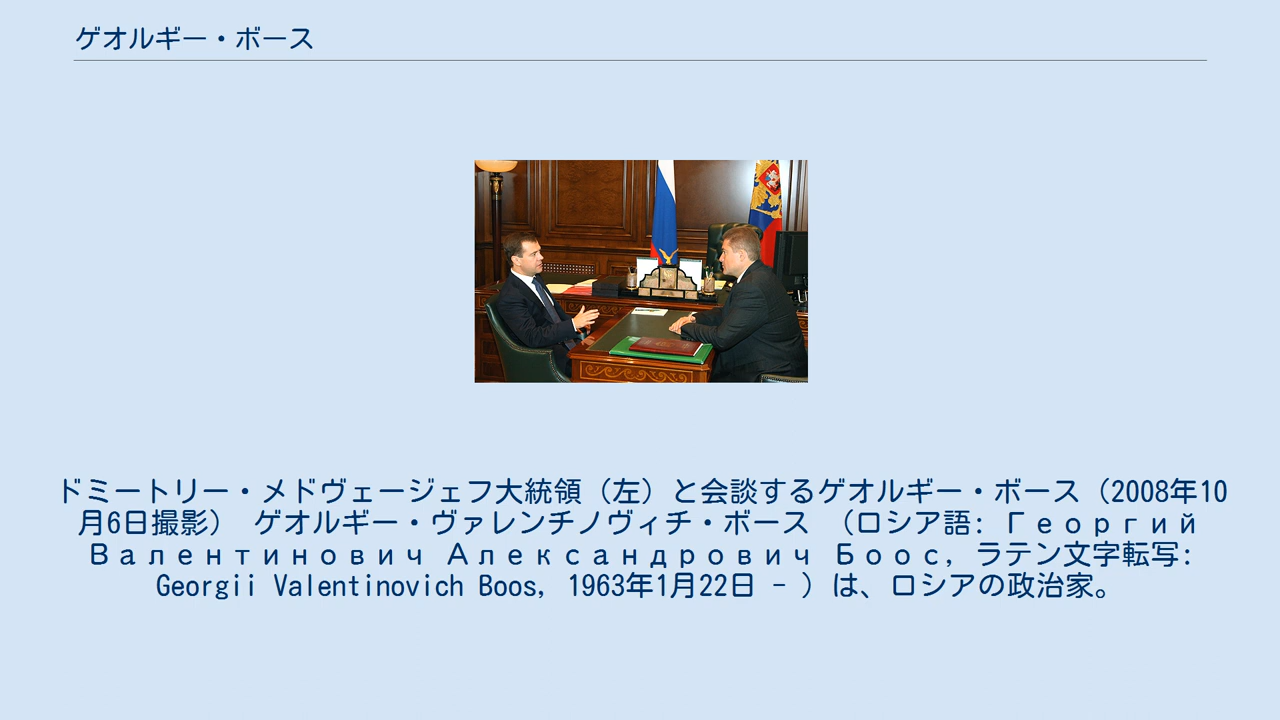 ゲオルギー・ボース
ドミートリー・メドヴェージェフ大統領（左）と会談するゲオルギー・ボース（2008年10
月6日撮影） ゲオルギー・ヴァレンチノヴィチ・ボース （ロシア語: Георгий
Валентинович Александрович Боос, ラテン文字転写:
Georgii Valentinovich Boos, 1963年1月22日 - ）は、ロシアの政治家。